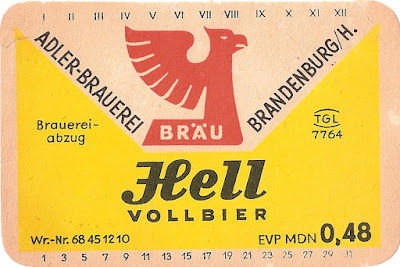 I II III IV V VI VII VIII IX X XI XII
ADLER-BRAUEREI
BRANDENBURG/H.
BRÄU
Brauerei-
abzug
TGL
7764
Hell
VOLLBIER
Wr.-Nr. 68 45 12 10
EVP MDN 0,48
1 3 5 7 9 11 13 15 17 19 21 23 25 27 29 31